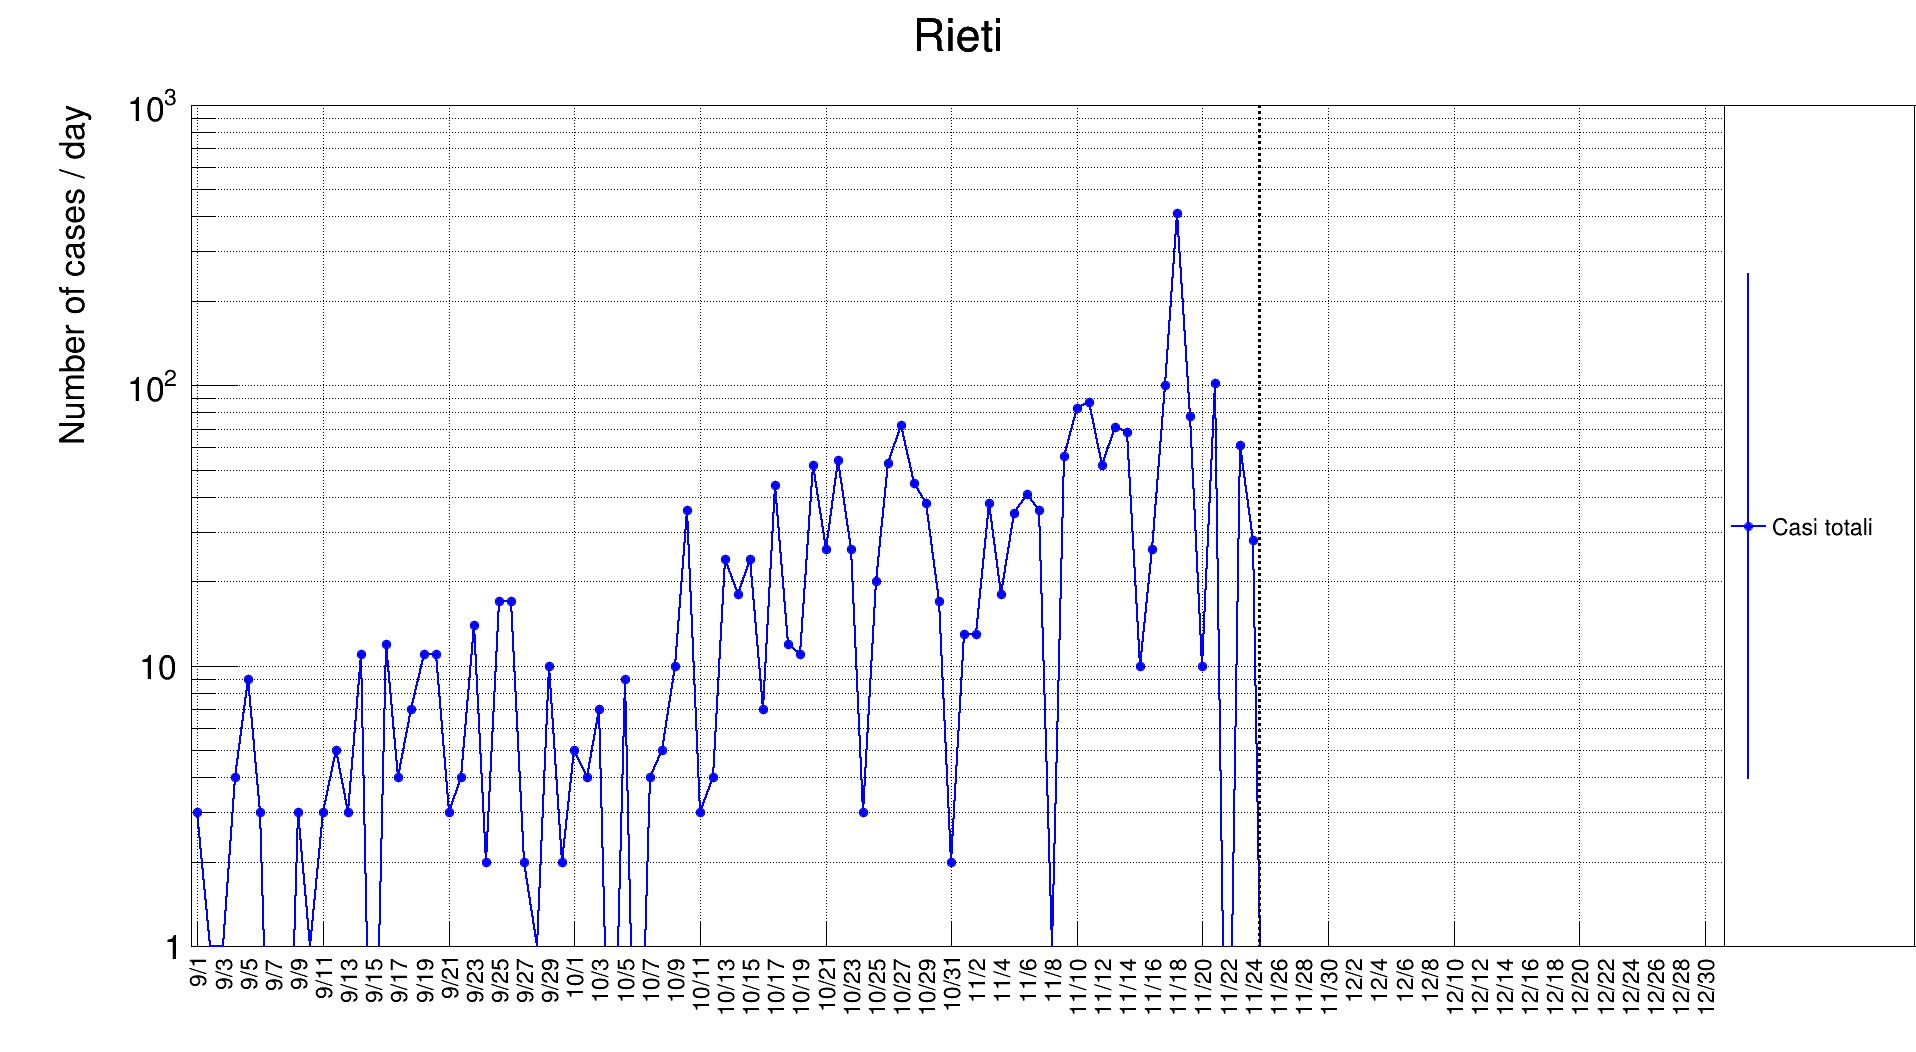 Rieti
Number of cases / day
10³
10²
10
1
Casi totali
9/1 9/3 9/5 9/7 9/9 9/11 9/13 9/15 9/17 9/19 9/21 9/23 9/25 9/27 9/29 10/1 10/3 10/5 10/7 10/9 10/11 10/13 10/15 10/17 10/19 10/21 10/23 10/25 10/27 10/29 10/31 11/2 11/4 11/6 11/8 11/10 11/12 11/14 11/16 11/18 11/20 11/22 11/24 11/26 11/28 11/30 12/2 12/4 12/6 12/8 12/10 12/12 12/14 12/16 12/18 12/20 12/22 12/24 12/26 12/28 12/30